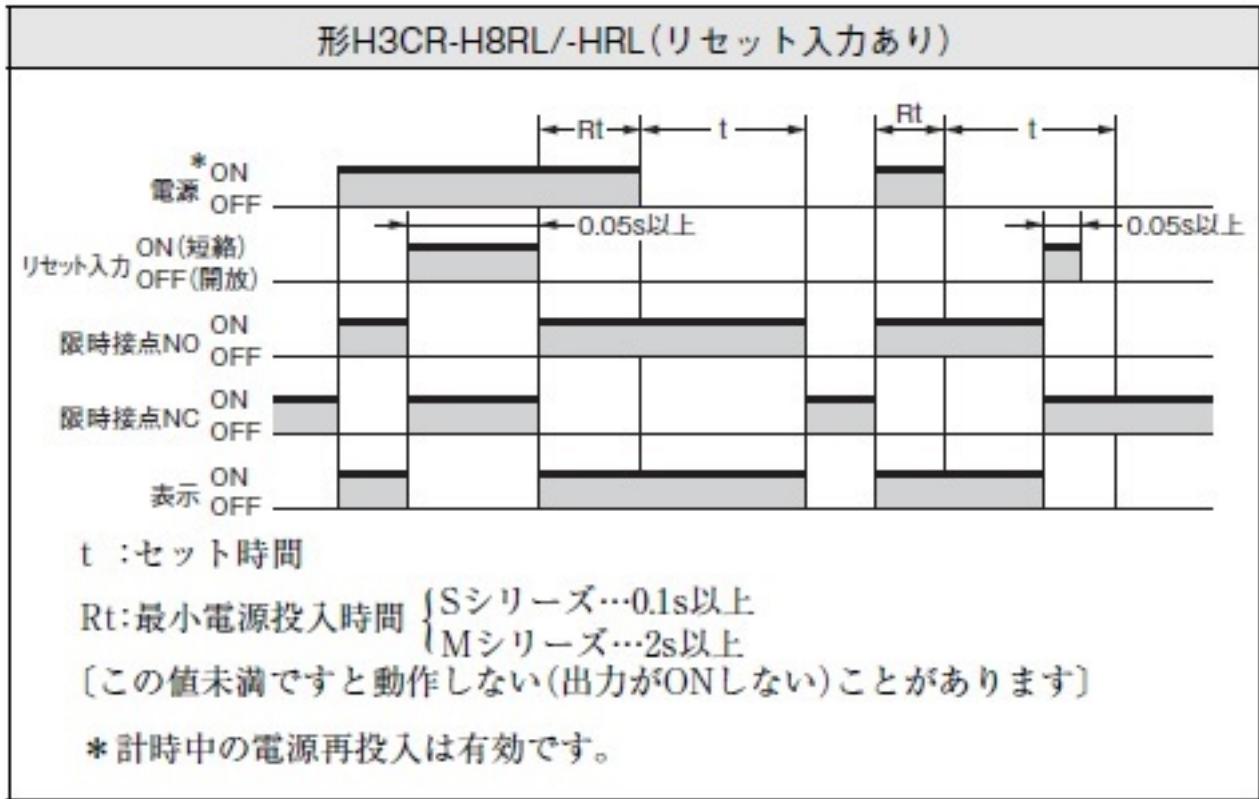 形H3CR-H8RL/-HRL(リセット入力あり)
Rt t Rt t
*電源 ON
OFF
0.05s以上 0.05s以上
リセット入力 ON(短絡)
OFF(開放)
限時接点NO ON
OFF
限時接点NC ON
OFF
表示 ON
OFF
t :セット時間
Rt:最小電源投入時間 {Sシリーズ…0.1s以上
Mシリーズ…2s以上
〔この値未満ですと動作しない(出力がONしない)ことがあります〕
*計時中の電源再投入は有効です。